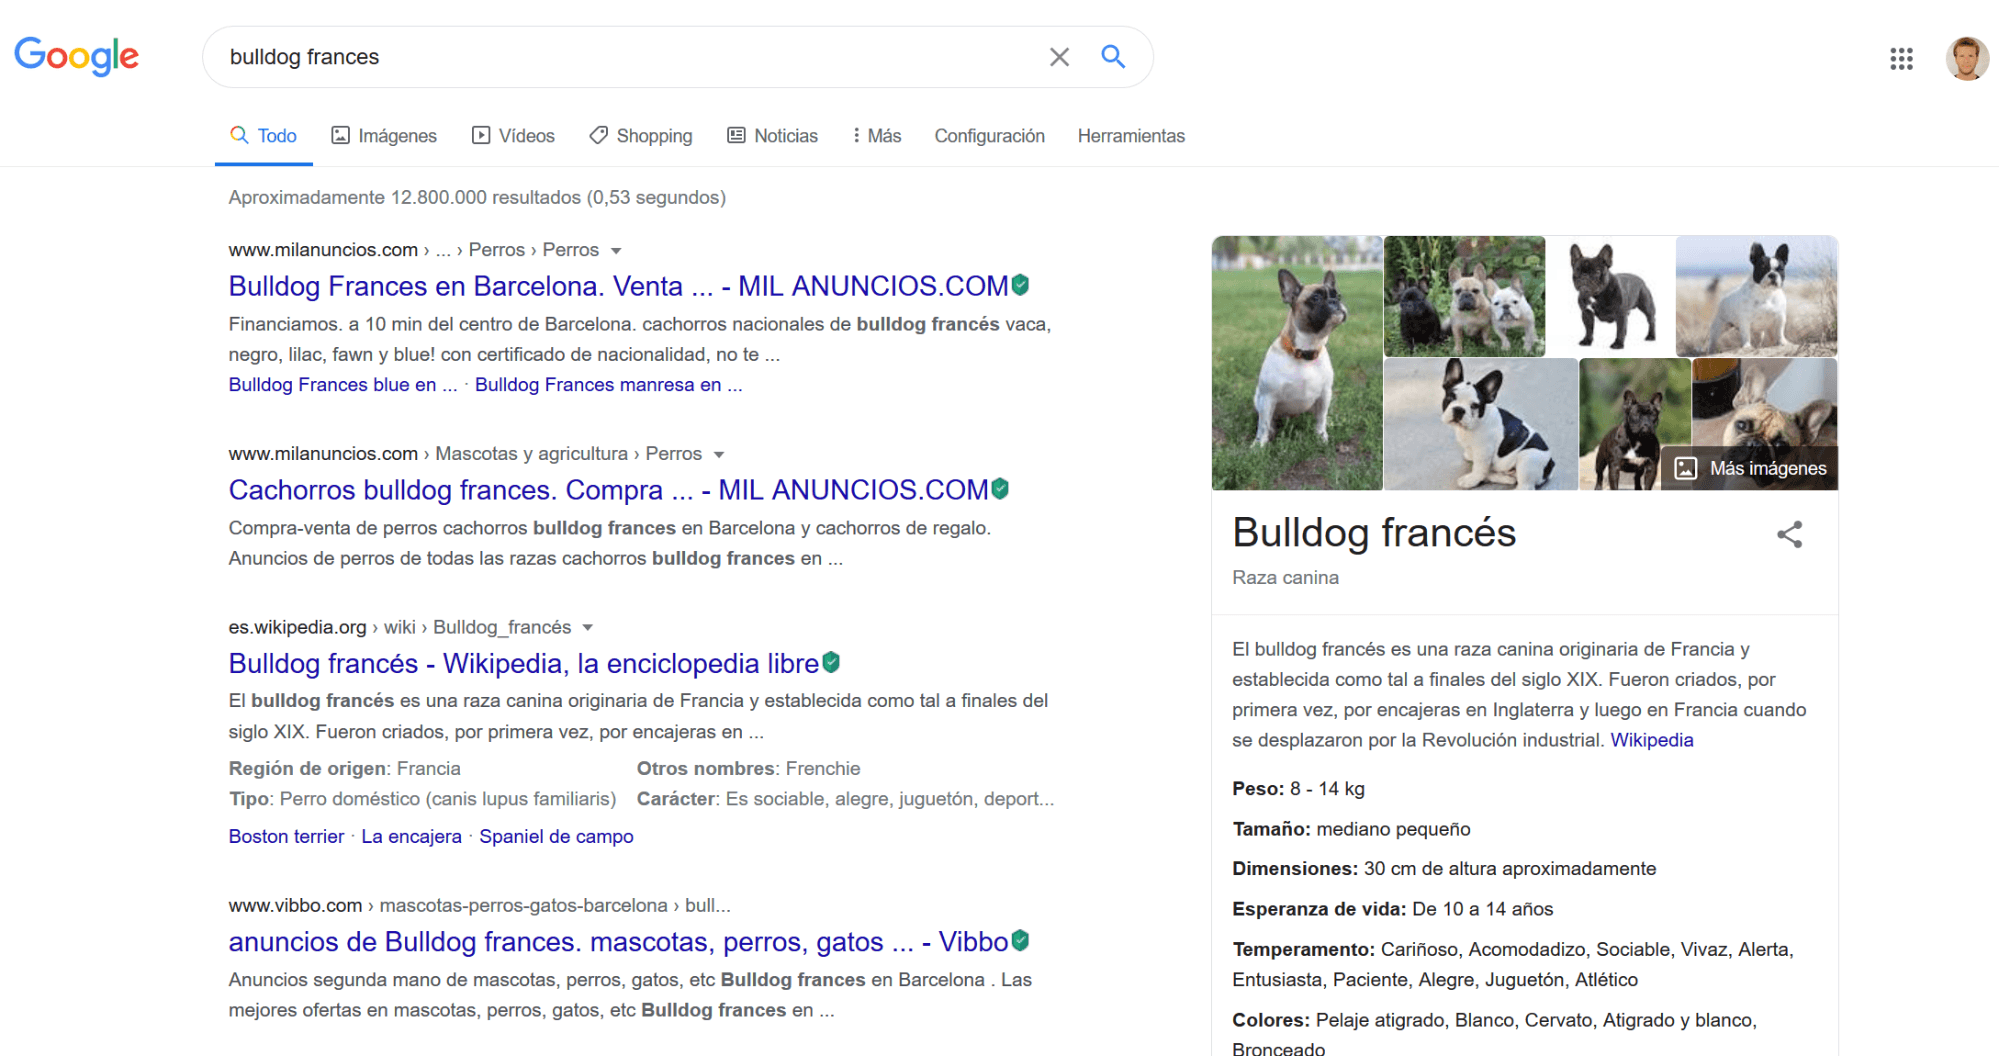 Google
bulldog frances
Todo Imágenes Vídeos Shopping Noticias Más Configuración Herramientas
Aproximadamente 12.800.000 resultados (0,53 segundos)
www.milanuncios.com › ... › Perros › Perros
Bulldog Frances en Barcelona. Venta ... - MIL ANUNCIOS.COM
Financiamos. a 10 min del centro de Barcelona. cachorros nacionales de bulldog francés vaca,
negro, lilac, fawn y blue! con certificado de nacionalidad, no te ...
Bulldog Frances blue en ... · Bulldog Frances manresa en ...
www.milanuncios.com › Mascotas y agricultura › Perros
Cachorros bulldog frances. Compra ... - MIL ANUNCIOS.COM
Compra-venta de perros cachorros bulldog frances en Barcelona y cachorros de regalo.
Anuncios de perros de todas las razas cachorros bulldog frances en ...
es.wikipedia.org › wiki › Bulldog_francés
Bulldog francés - Wikipedia, la enciclopedia libre
El bulldog francés es una raza canina originaria de Francia y establecida como tal a finales del
siglo XIX. Fueron criados, por primera vez, por encajeras en ...
Región de origen: Francia Otros nombres: Frenchie
Tipo: Perro doméstico (canis lupus familiaris) Carácter: Es sociable, alegre, juguetón, deport...
Boston terrier · La encajera · Spaniel de campo
www.vibbo.com › mascotas-perros-gatos-barcelona › bull...
anuncios de Bulldog frances. mascotas, perros, gatos ... - Vibbo
Anuncios segunda mano de mascotas, perros, gatos, etc Bulldog frances en Barcelona . Las
mejores ofertas en mascotas, perros, gatos, etc Bulldog frances en ...
Más imágenes
Bulldog francés
Raza canina
El bulldog francés es una raza canina originaria de Francia y
establecida como tal a finales del siglo XIX. Fueron criados, por
primera vez, por encajeras en Inglaterra y luego en Francia cuando
se desplazaron por la Revolución industrial. Wikipedia
Peso: 8 - 14 kg
Tamaño: mediano pequeño
Dimensiones: 30 cm de altura aproximadamente
Esperanza de vida: De 10 a 14 años
Temperamento: Cariñoso, Acomodadizo, Sociable, Vivaz, Alerta,
Entusiasta, Paciente, Alegre, Juguetón, Atlético
Colores: Pelaje atigrado, Blanco, Cervato, Atigrado y blanco,
Bronceado